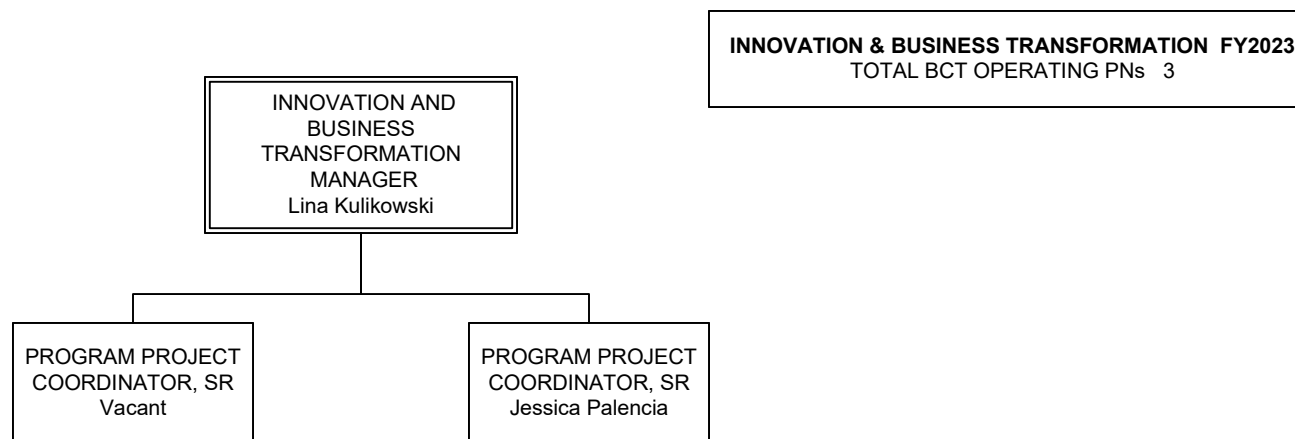 INNOVATION & BUSINESS TRANSFORMATION  FY2023
TOTAL BCT OPERATING PNs  3
INNOVATION AND
BUSINESS
TRANSFORMATION
MANAGER
Lina Kulikowski
PROGRAM PROJECT
COORDINATOR, SR
Vacant
PROGRAM PROJECT
COORDINATOR, SR
Jessica Palencia